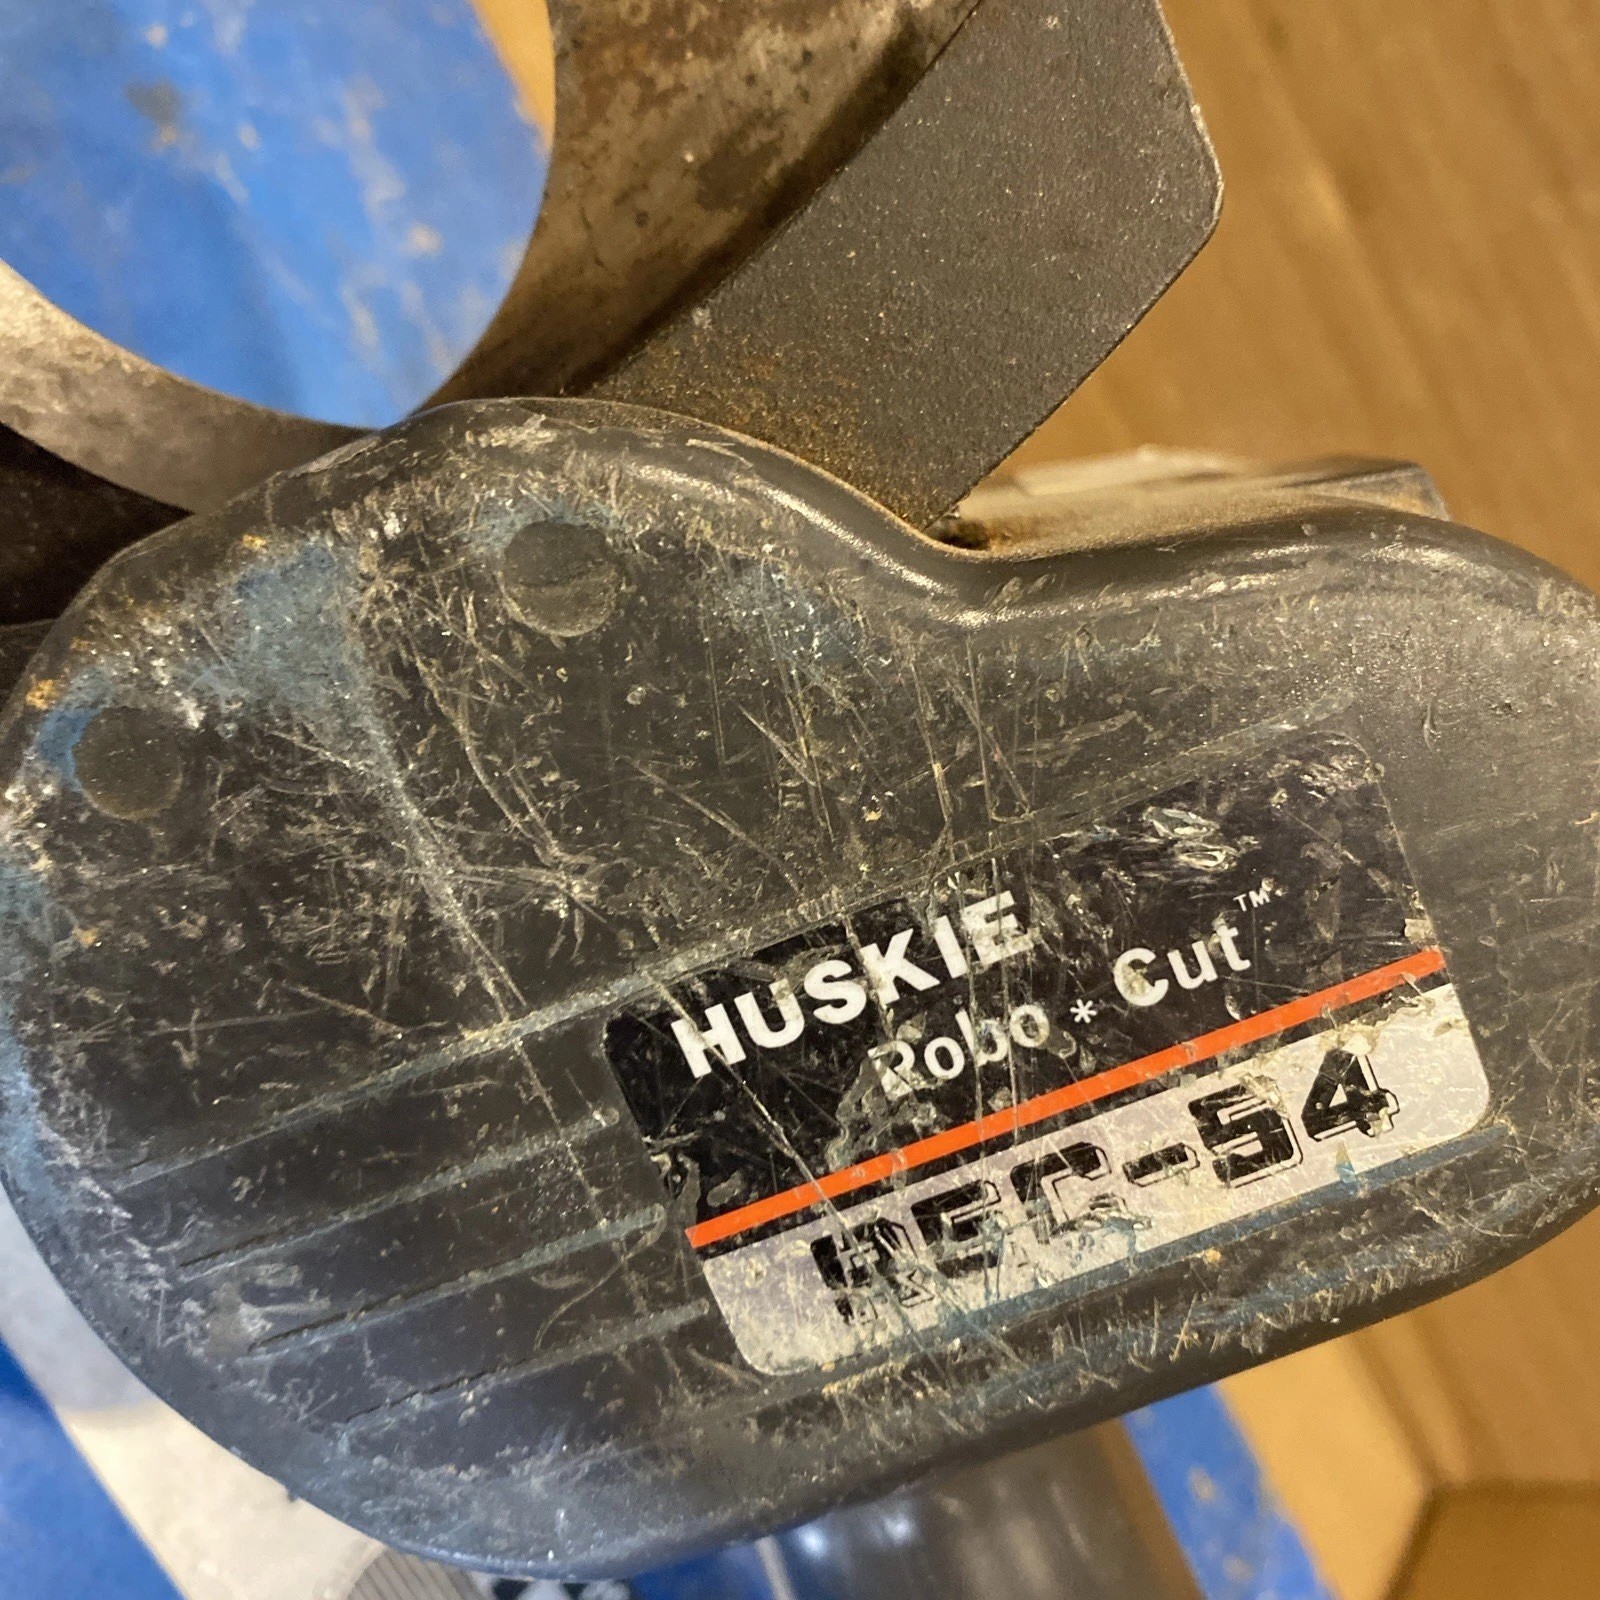 HUSKIE
Robo * Cut™
REC-54